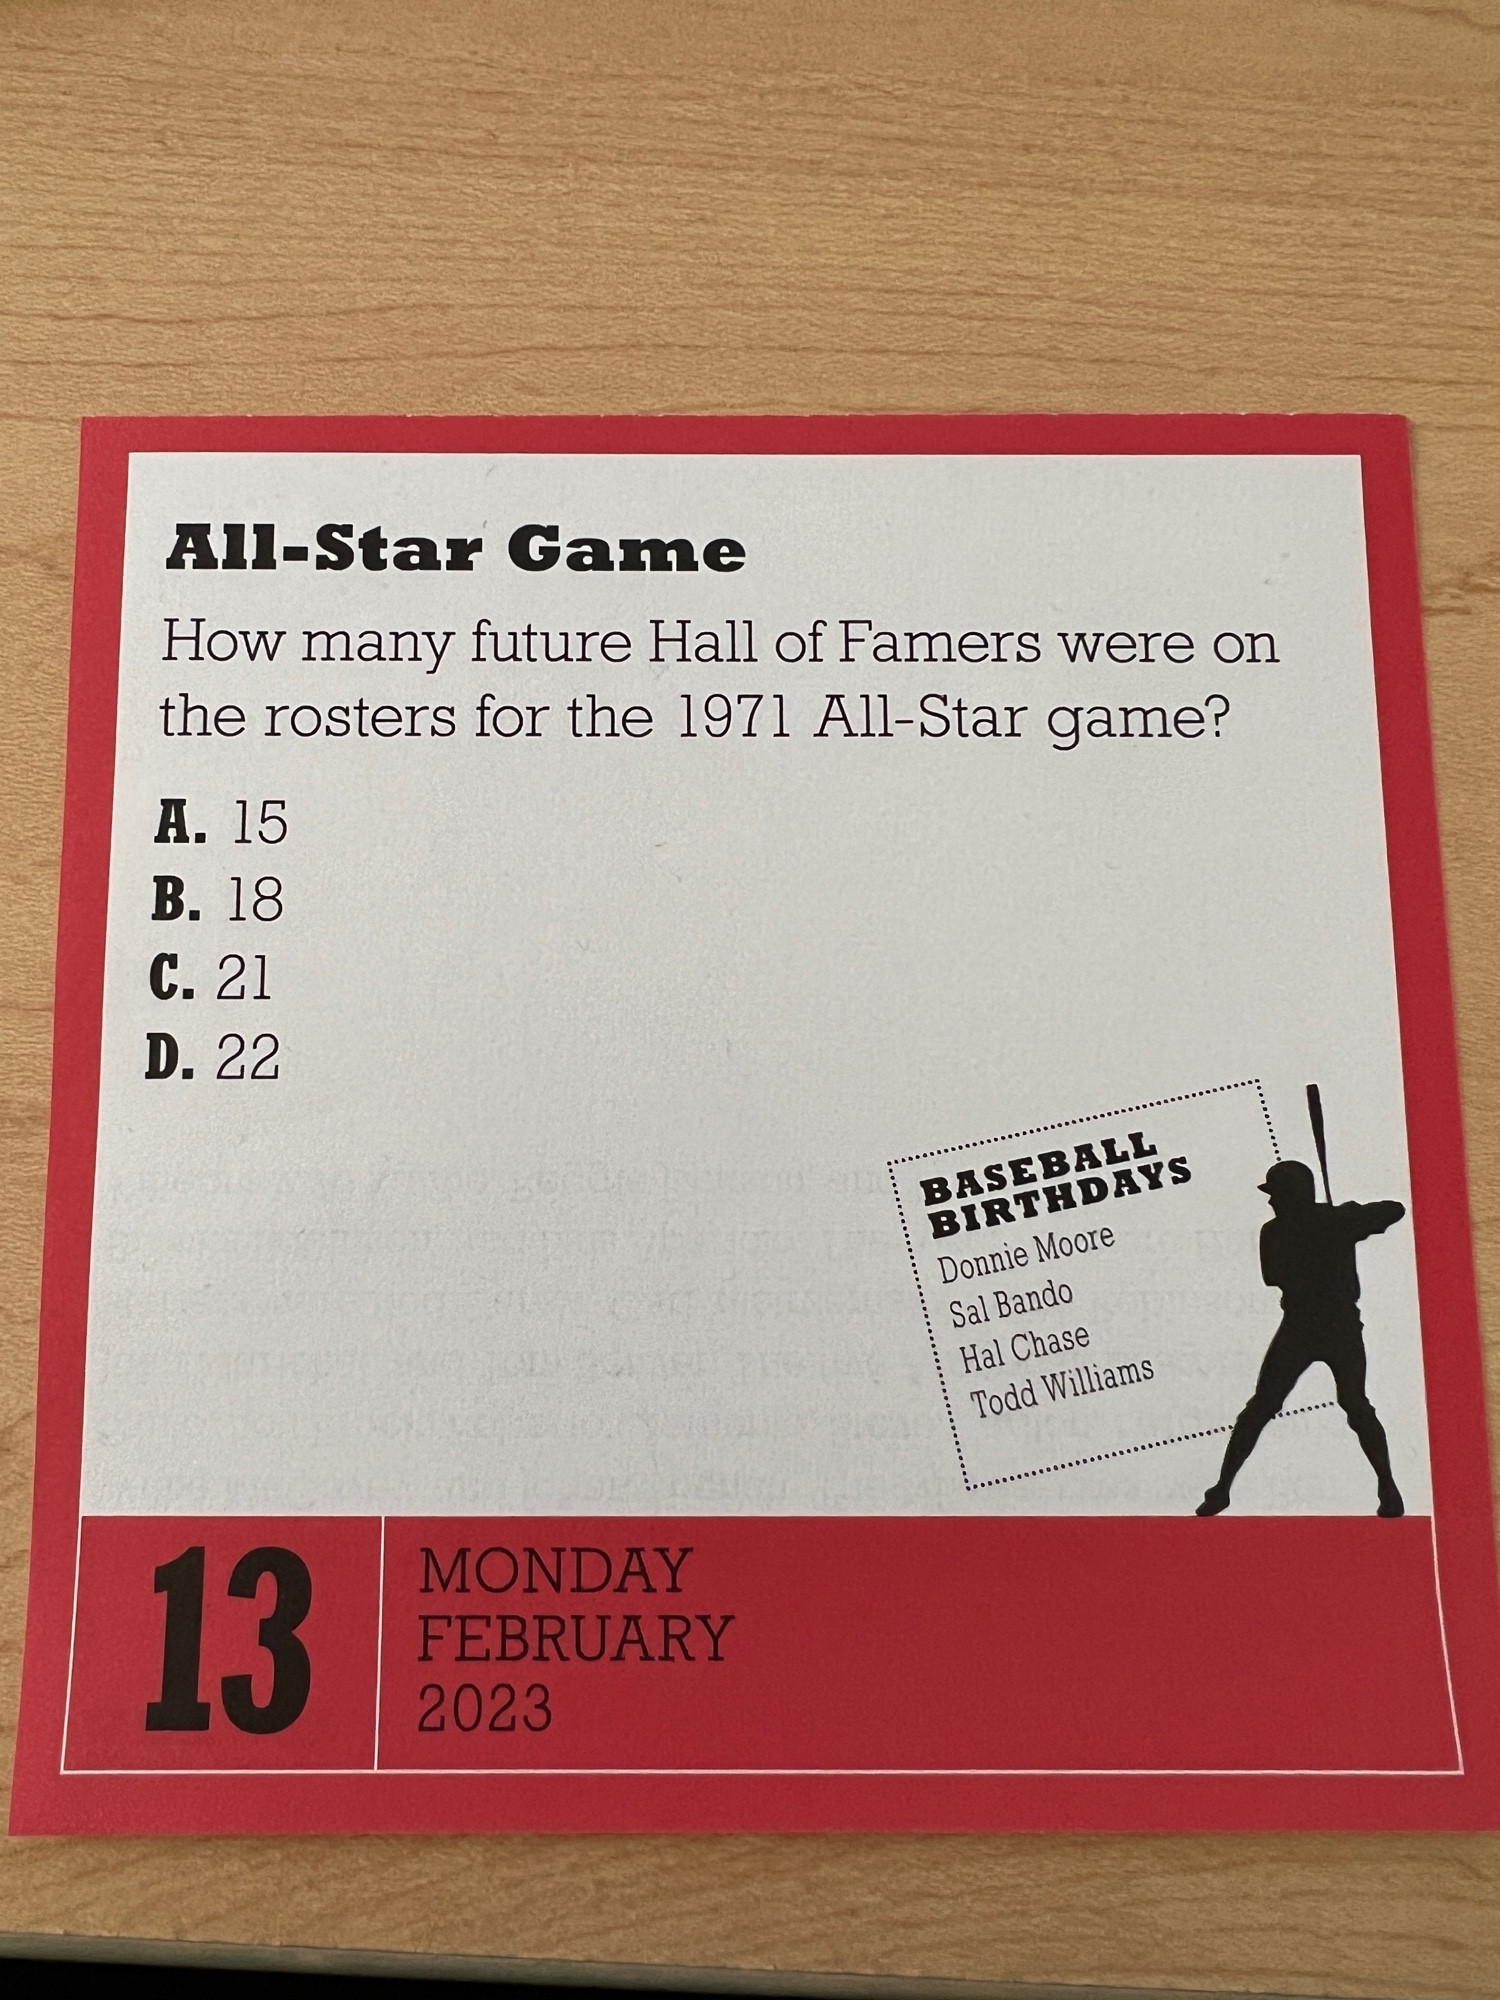 All-Star Game
How many future Hall of Famers were on
the rosters for the 1971 All-Star game?
A. 15
B. 18
C. 21
D. 22
BASEBALL
BIRTHDAYS
Donnie Moore
Sal Bando
Hal Chase
Todd Williams
13
MONDAY
FEBRUARY
2023